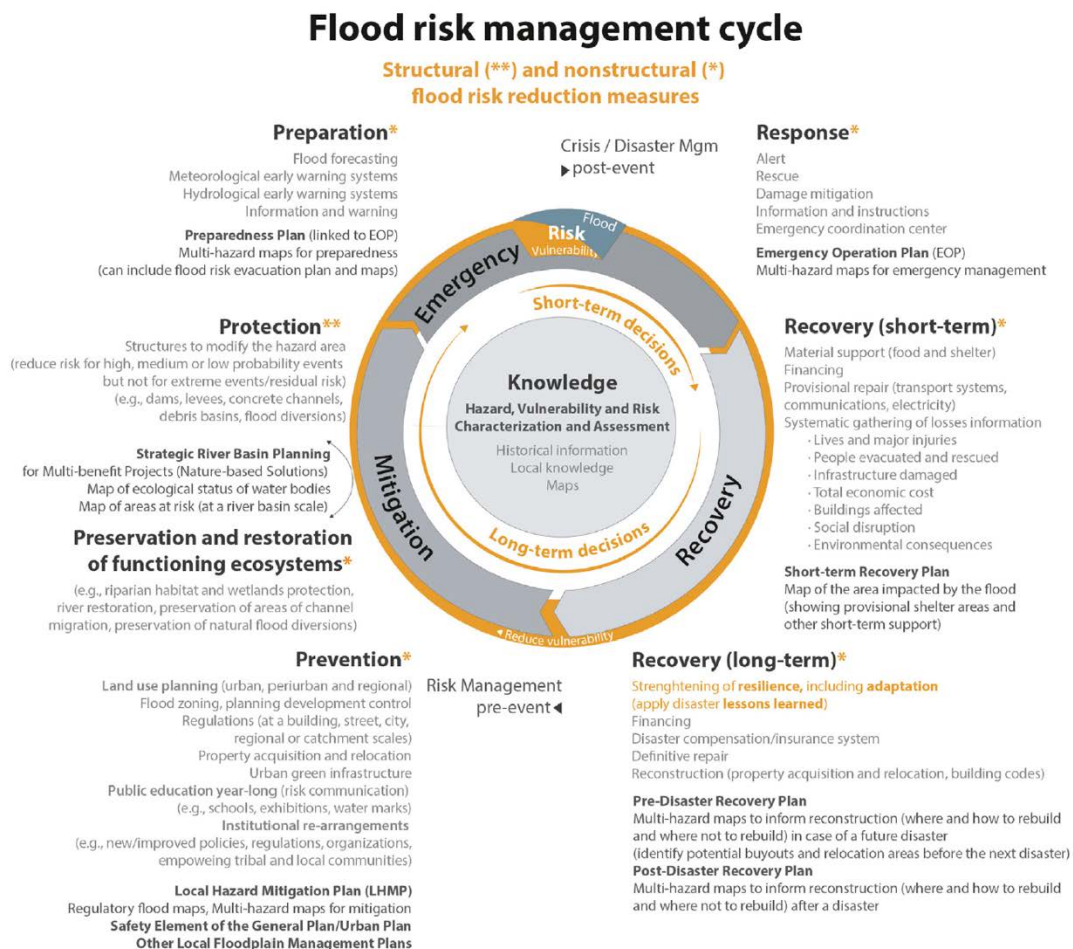 Flood risk management cycle
Structural (**) and nonstructural (*)
flood risk reduction measures
Preparation*
Flood forecasting
Meteorological early warning systems
Hydrological early warning systems
Information and warning
Preparedness Plan (linked to EOP)
Multi-hazard maps for preparedness
(can include flood risk evacuation plan and maps)
Crisis / Disaster Mgm
▶post-event
Response*
Alert
Rescue
Damage mitigation
Information and instructions
Emergency coordination center
Emergency Operation Plan (EOP)
Multi-hazard maps for emergency management
Flood
Risk
Vulnerability
Emergency
Short-term decisions
Knowledge
Hazard, Vulnerability and Risk
Characterization and Assessment
Historical information
Local knowledge
Maps
Long-term decisions
Mitigation
Recovery
◀Reduce vulnerability
Protection**
Structures to modify the hazard area
(reduce risk for high, medium or low probability events
but not for extreme events/residual risk)
(e.g., dams, levees, concrete channels,
debris basins, flood diversions)
Strategic River Basin Planning
for Multi-benefit Projects (Nature-based Solutions)
Map of ecological status of water bodies
Map of areas at risk (at a river basin scale)
Preservation and restoration
of functioning ecosystems*
(e.g., riparian habitat and wetlands protection,
river restoration, preservation of areas of channel
migration, preservation of natural flood diversions)
Recovery (short-term)*
Material support (food and shelter)
Financing
Provisional repair (transport systems,
communications, electricity)
Systematic gathering of losses information
· Lives and major injuries
· People evacuated and rescued
· Infrastructure damaged
· Total economic cost
· Buildings affected
· Social disruption
· Environmental consequences
Short-term Recovery Plan
Map of the area impacted by the flood
(showing provisional shelter areas and
other short-term support)
Prevention*
Land use planning (urban, periurban and regional)
Flood zoning, planning development control
Regulations (at a building, street, city,
regional or catchment scales)
Property acquisition and relocation
Urban green infrastructure
Public education year-long (risk communication)
(e.g., schools, exhibitions, water marks)
Institutional re-arrangements
(e.g., new/improved policies, regulations, organizations,
empoweing tribal and local communities)
Local Hazard Mitigation Plan (LHMP)
Regulatory flood maps, Multi-hazard maps for mitigation
Safety Element of the General Plan/Urban Plan
Other Local Floodplain Management Plans
Risk Management
pre-event◀
Recovery (long-term)*
Strenghtening of resilience, including adaptation
(apply disaster lessons learned)
Financing
Disaster compensation/insurance system
Definitive repair
Reconstruction (property acquisition and relocation, building codes)
Pre-Disaster Recovery Plan
Multi-hazard maps to inform reconstruction (where and how to rebuild
and where not to rebuild) in case of a future disaster
(identify potential buyouts and relocation areas before the next disaster)
Post-Disaster Recovery Plan
Multi-hazard maps to inform reconstruction (where and how to rebuild
and where not to rebuild) after a disaster